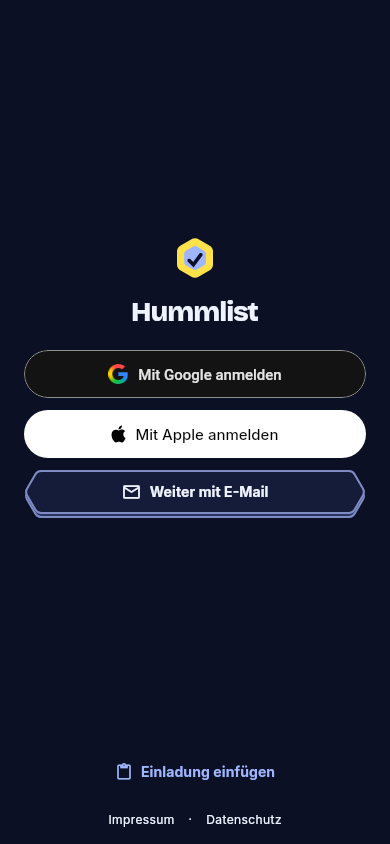 Hummlist
Mit Google anmelden
Mit Apple anmelden
Weiter mit E-Mail
Einladung einfügen
Impressum · Datenschutz